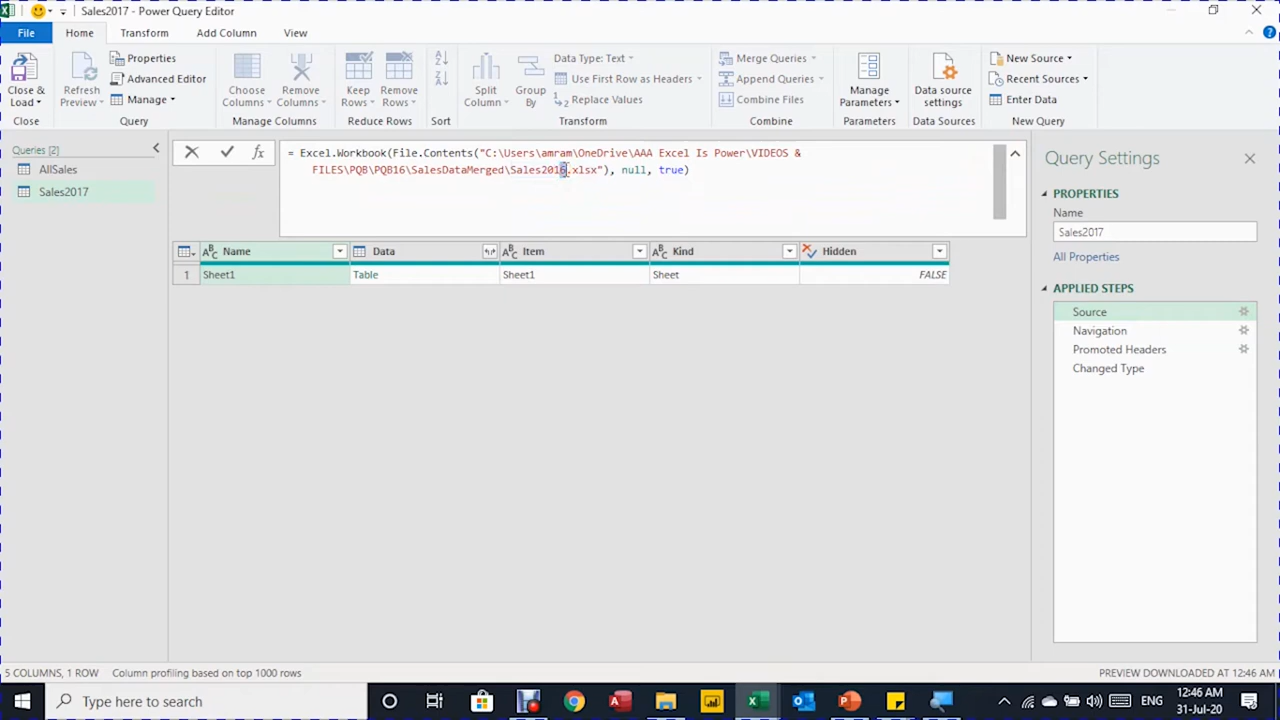 Sales2017 - Power Query Editor
File
Home
Transform
Add Column
View
Close &
Load
Close
Refresh
Preview
Properties
Advanced Editor
Manage
Query
Choose
Columns
Remove
Columns
Manage Columns
Keep
Rows
Remove
Rows
Reduce Rows
Sort
Split
Column
Group
By
Data Type: Text
Use First Row as Headers
Replace Values
Transform
Merge Queries
Append Queries
Combine Files
Combine
Manage
Parameters
Parameters
Data source
settings
Data Sources
New Source
Recent Sources
Enter Data
New Query
Queries [2]
AllSales
Sales2017
= Excel.Workbook(File.Contents("C:\Users\amram\OneDrive\AAA Excel Is Power\VIDEOS &
FILES\PQB\PQB16\SalesDataMerged\Sales2016.xlsx"), null, true)
Name
Data
Item
Kind
Hidden
1
Sheet1
Table
Sheet1
Sheet
FALSE
Query Settings
PROPERTIES
Name
Sales2017
All Properties
APPLIED STEPS
Source
Navigation
Promoted Headers
Changed Type
5 COLUMNS, 1 ROW
Column profiling based on top 1000 rows
PREVIEW DOWNLOADED AT 12:46 AM
Type here to search
ENG
12:46 AM
31-Jul-20